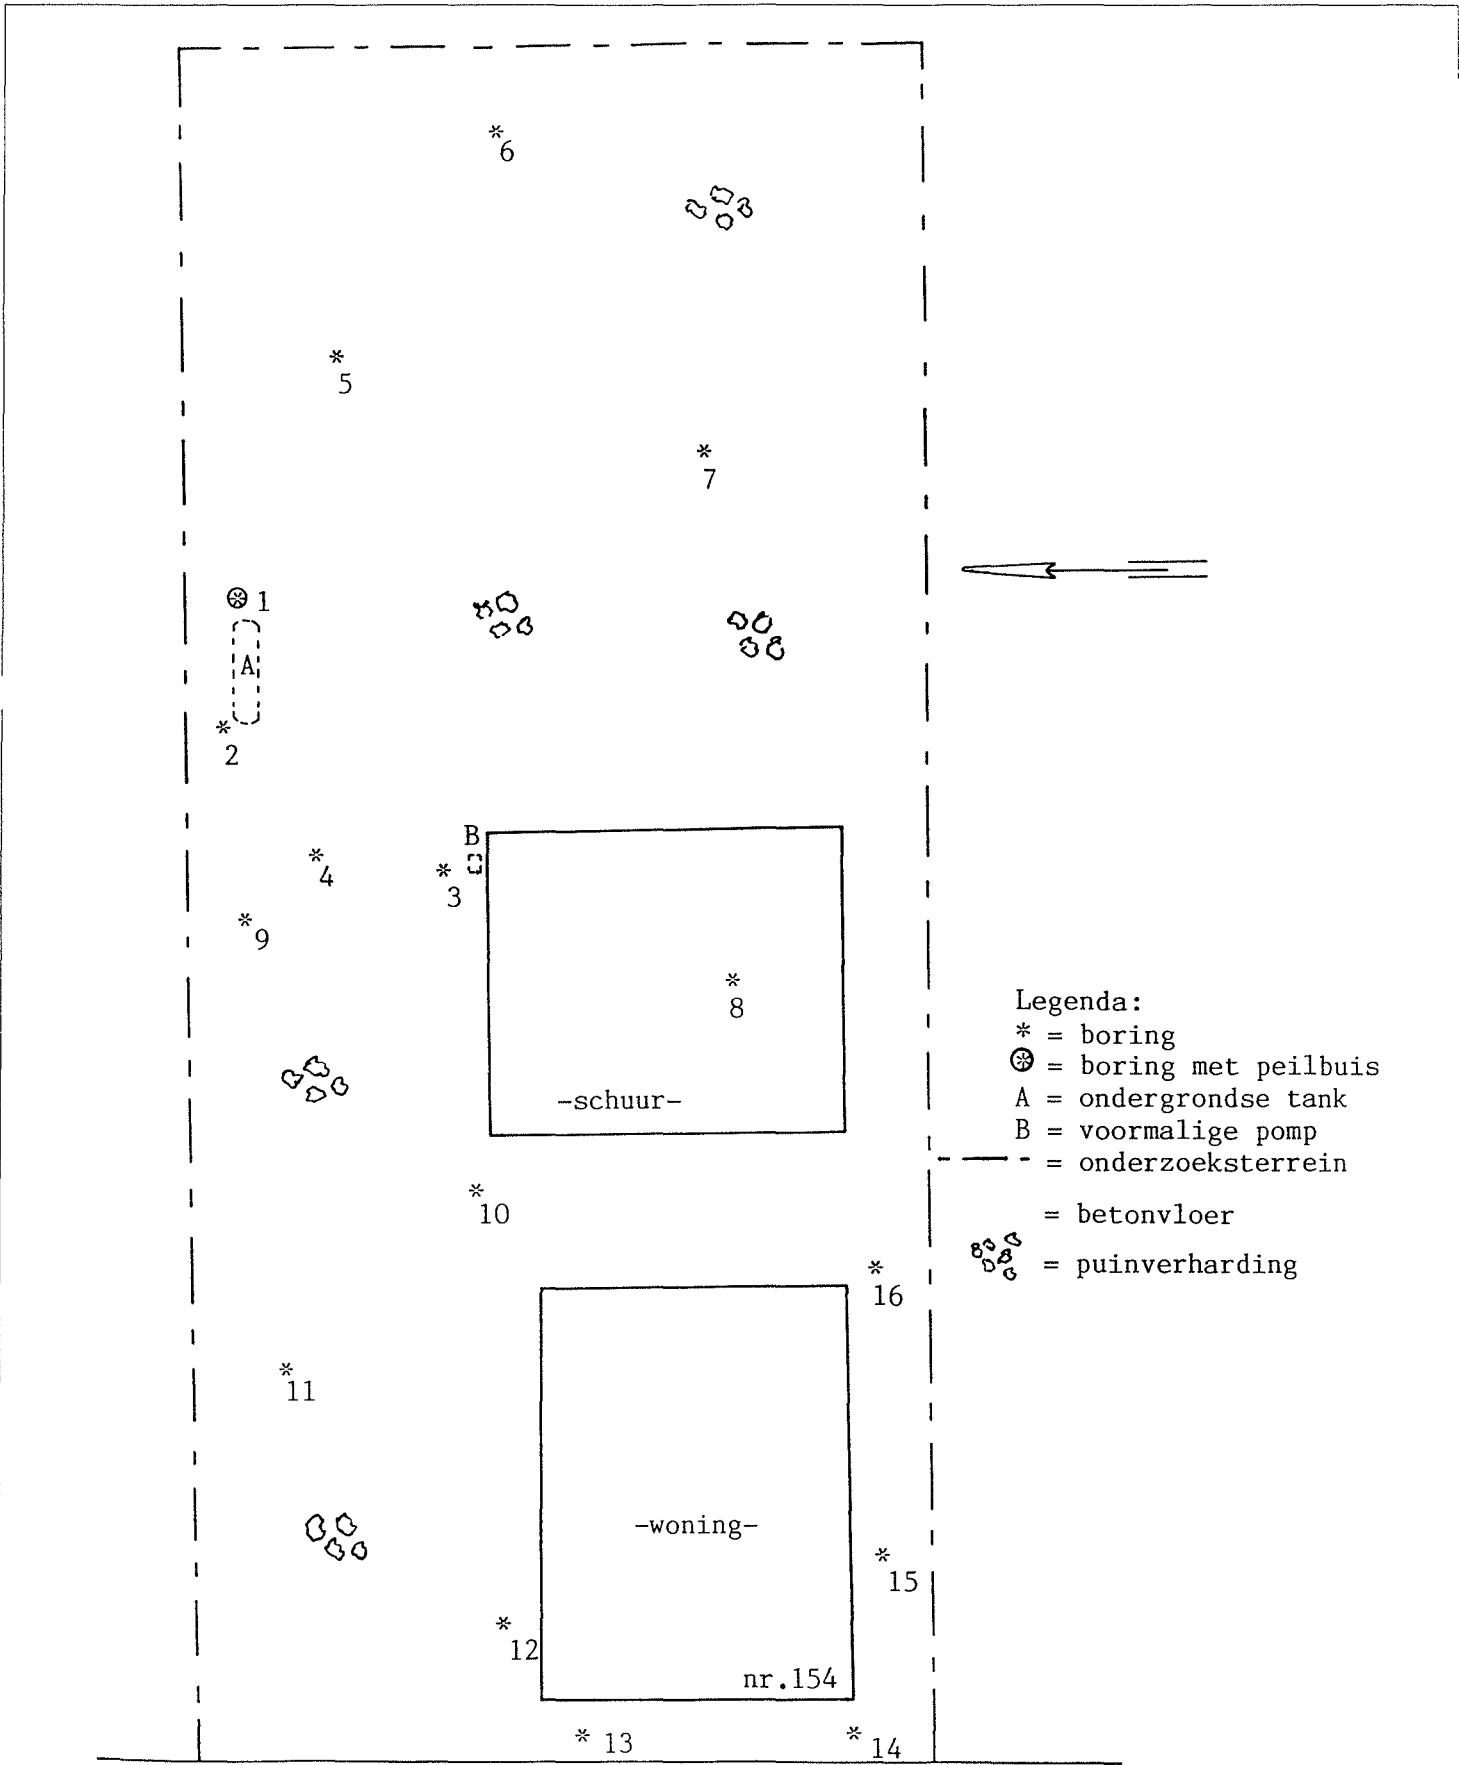 6
5
7
1
A
2
B
4
3
9
8
-schuur-
10
16
11
-woning-
15
12
nr.154
13
14
Legenda:
* = boring
⊛ = boring met peilbuis
A = ondergrondse tank
B = voormalige pomp
= onderzoeksterrein
= betonvloer
= puinverharding